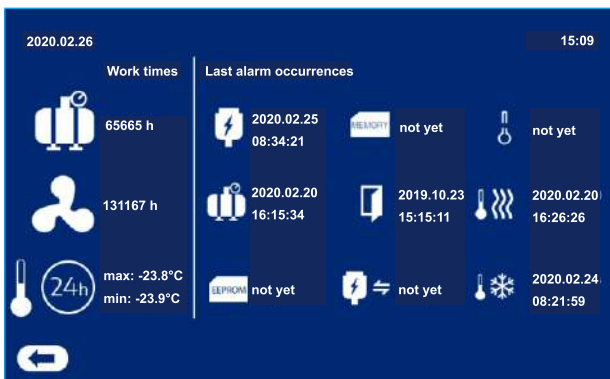 2020.02.26
15:09
Work times
Last alarm occurrences
65665 h
2020.02.25
08:34:21
MEMORY
not yet
not yet
131167 h
2020.02.20
16:15:34
2019.10.23
15:15:11
2020.02.20
16:26:26
24h
max: -23.8°C
min: -23.9°C
EEPROM
not yet
not yet
2020.02.24
08:21:59